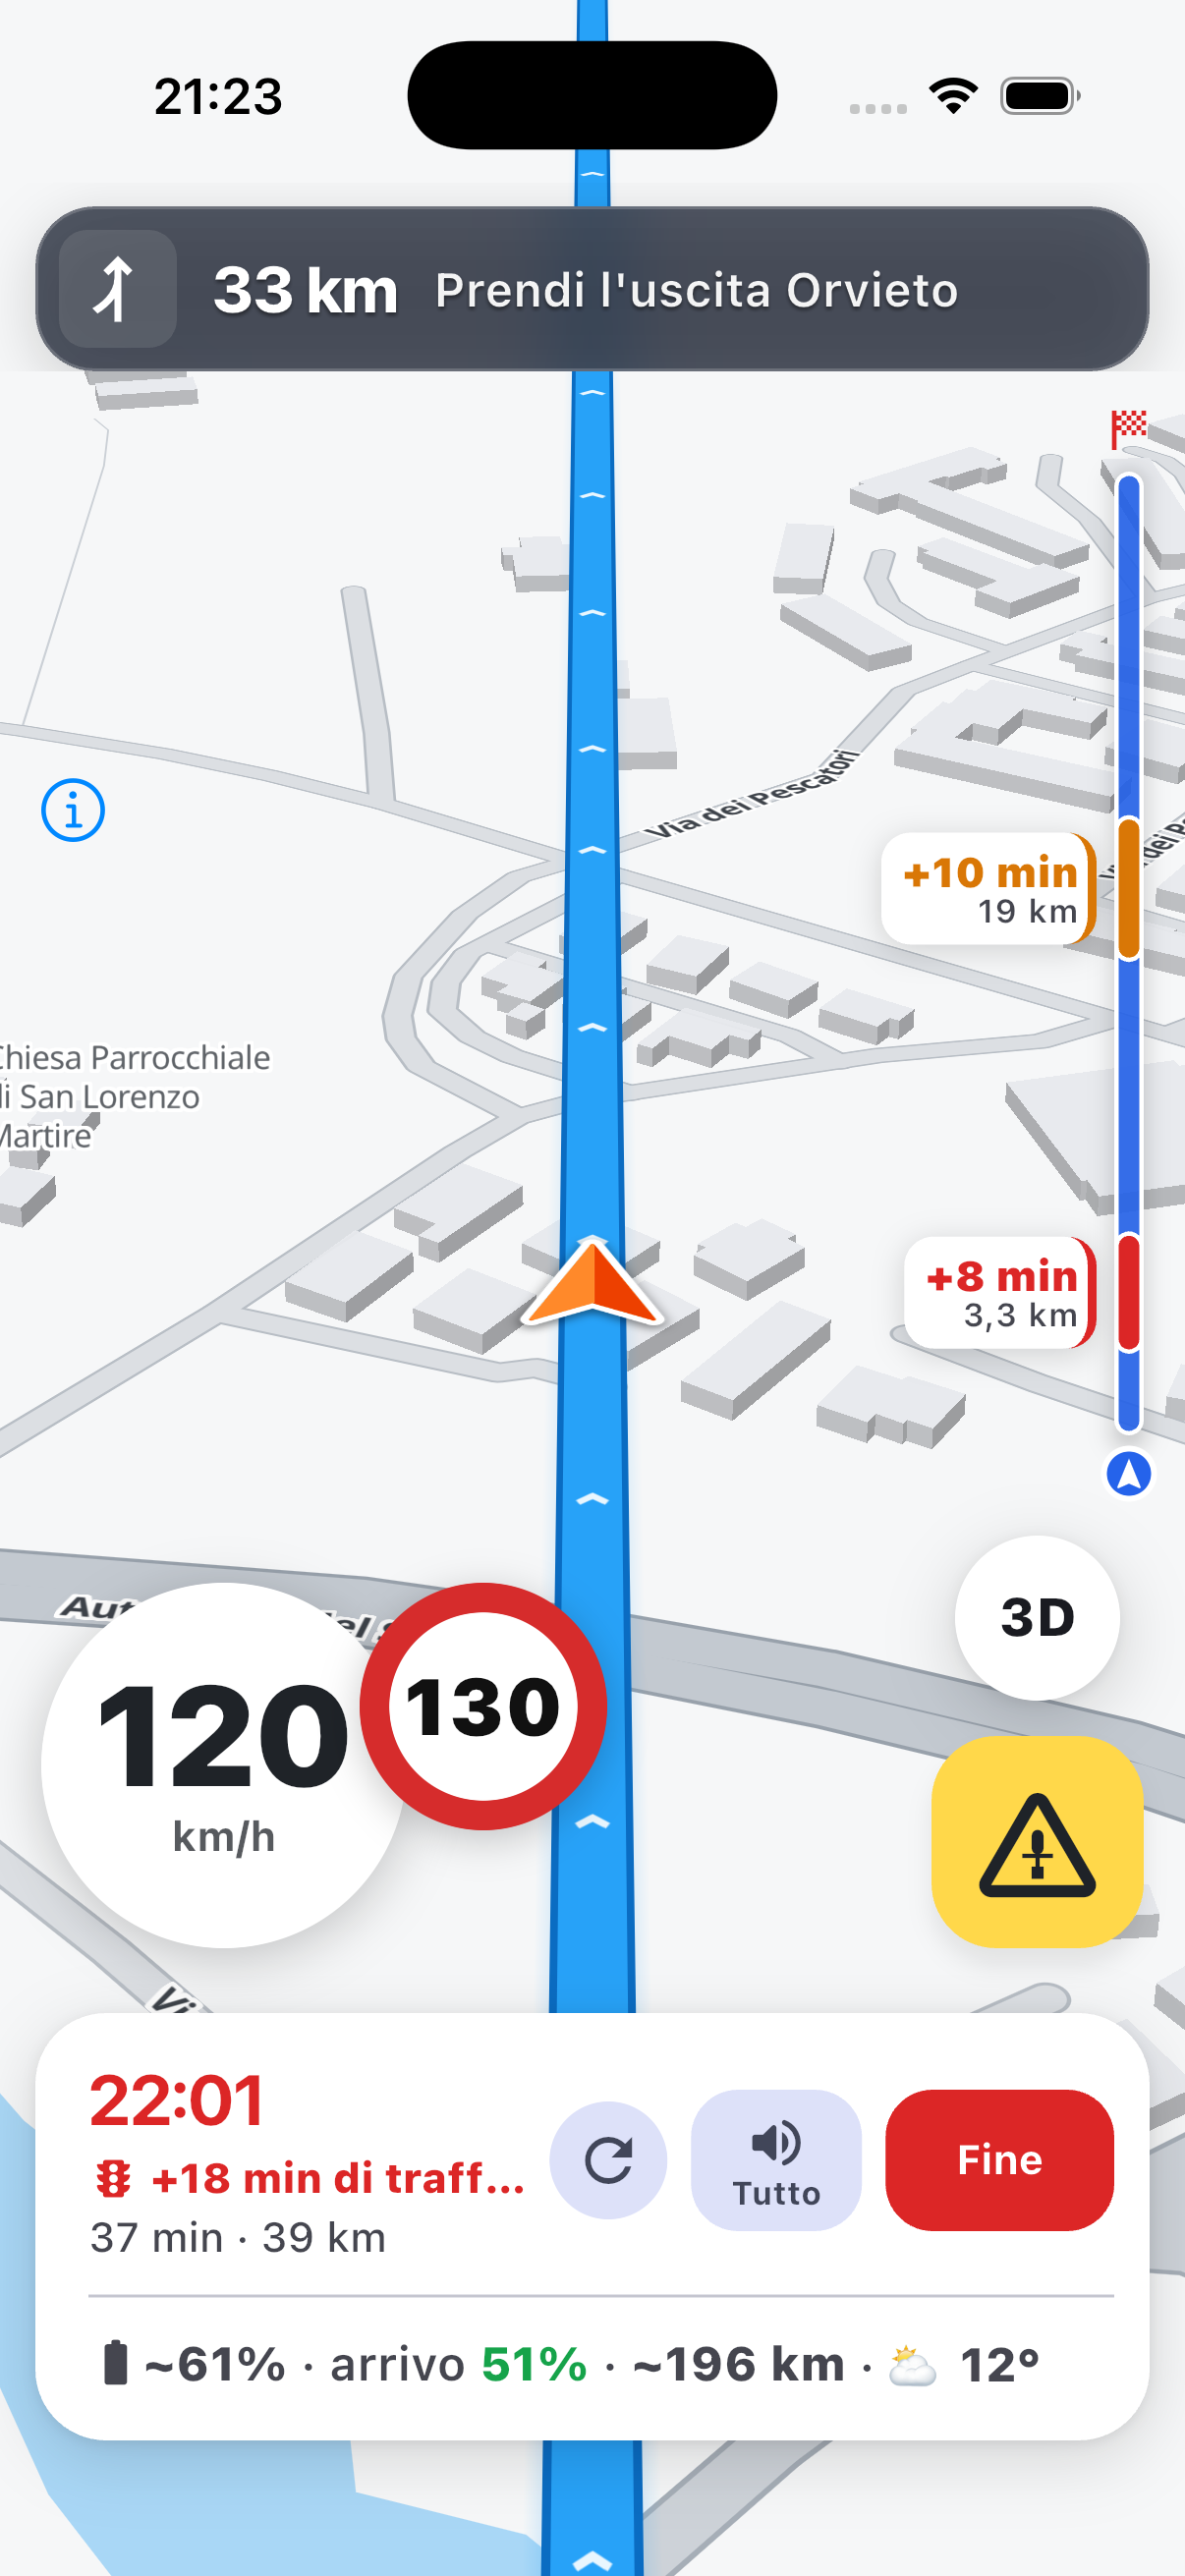 21:23
33 km Prendi l'uscita Orvieto
Via dei Pescatori
+10 min
19 km
Chiesa Parrocchiale
di San Lorenzo
Martire
+8 min
3,3 km
3D
120
km/h
130
22:01
+18 min di traff...
37 min · 39 km
Tutto
Fine
~61% · arrivo 51% · ~196 km · 12°